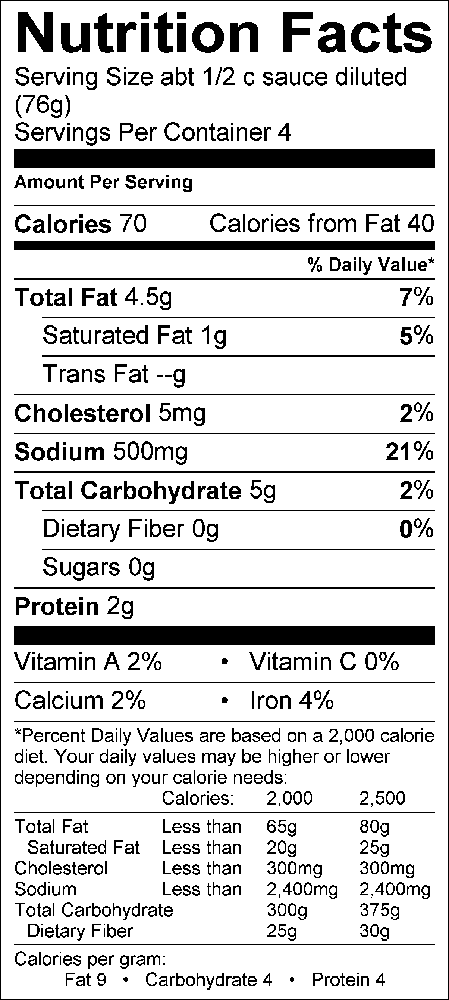 Nutrition Facts
Serving Size abt 1/2 c sauce diluted
(76g)
Servings Per Container 4
Amount Per Serving
Calories 70 Calories from Fat 40
% Daily Value*
Total Fat 4.5g 7%
Saturated Fat 1g 5%
Trans Fat --g
Cholesterol 5mg 2%
Sodium 500mg 21%
Total Carbohydrate 5g 2%
Dietary Fiber 0g 0%
Sugars 0g
Protein 2g
Vitamin A 2% • Vitamin C 0%
Calcium 2% • Iron 4%
*Percent Daily Values are based on a 2,000 calorie
diet. Your daily values may be higher or lower
depending on your calorie needs:
Calories: 2,000 2,500
Total Fat Less than 65g 80g
Saturated Fat Less than 20g 25g
Cholesterol Less than 300mg 300mg
Sodium Less than 2,400mg 2,400mg
Total Carbohydrate 300g 375g
Dietary Fiber 25g 30g
Calories per gram:
Fat 9 • Carbohydrate 4 • Protein 4